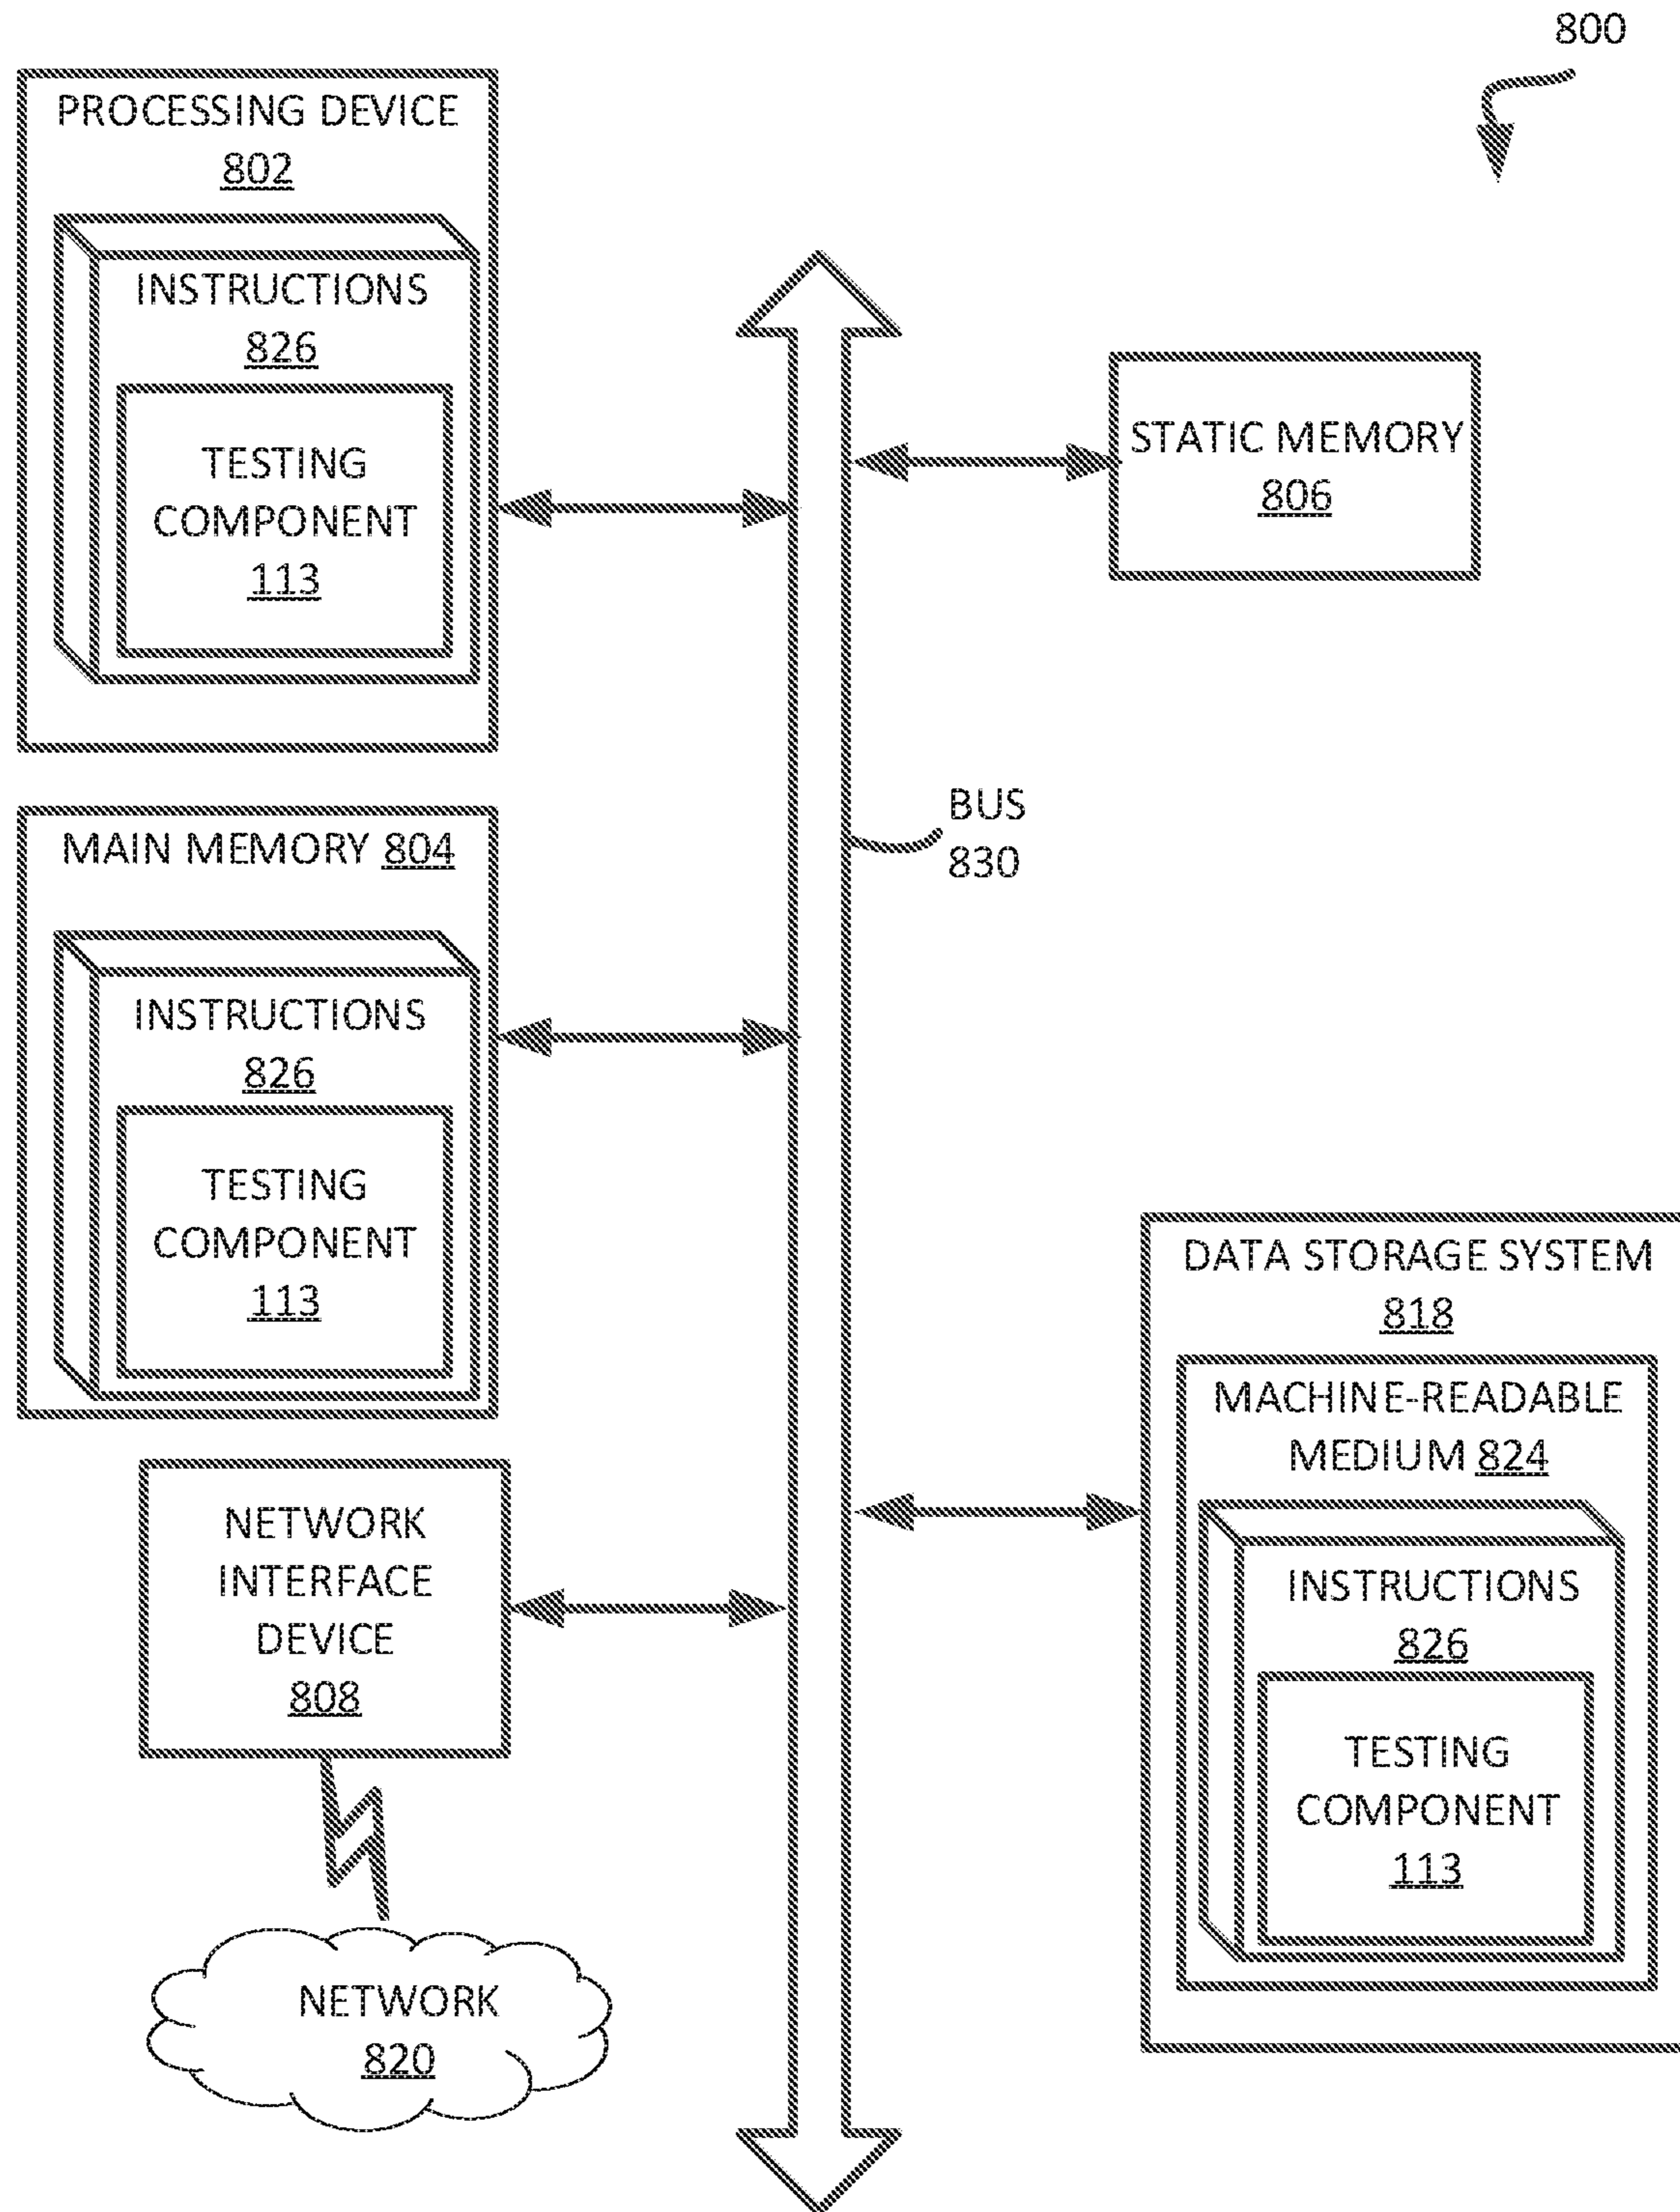 800
PROCESSING DEVICE
802
INSTRUCTIONS
826
TESTING
COMPONENT
113
STATIC MEMORY
806
BUS
830
MAIN MEMORY 804
INSTRUCTIONS
826
TESTING
COMPONENT
113
DATA STORAGE SYSTEM
818
MACHINE-READABLE
MEDIUM 824
INSTRUCTIONS
826
TESTING
COMPONENT
113
NETWORK
INTERFACE
DEVICE
808
NETWORK
820